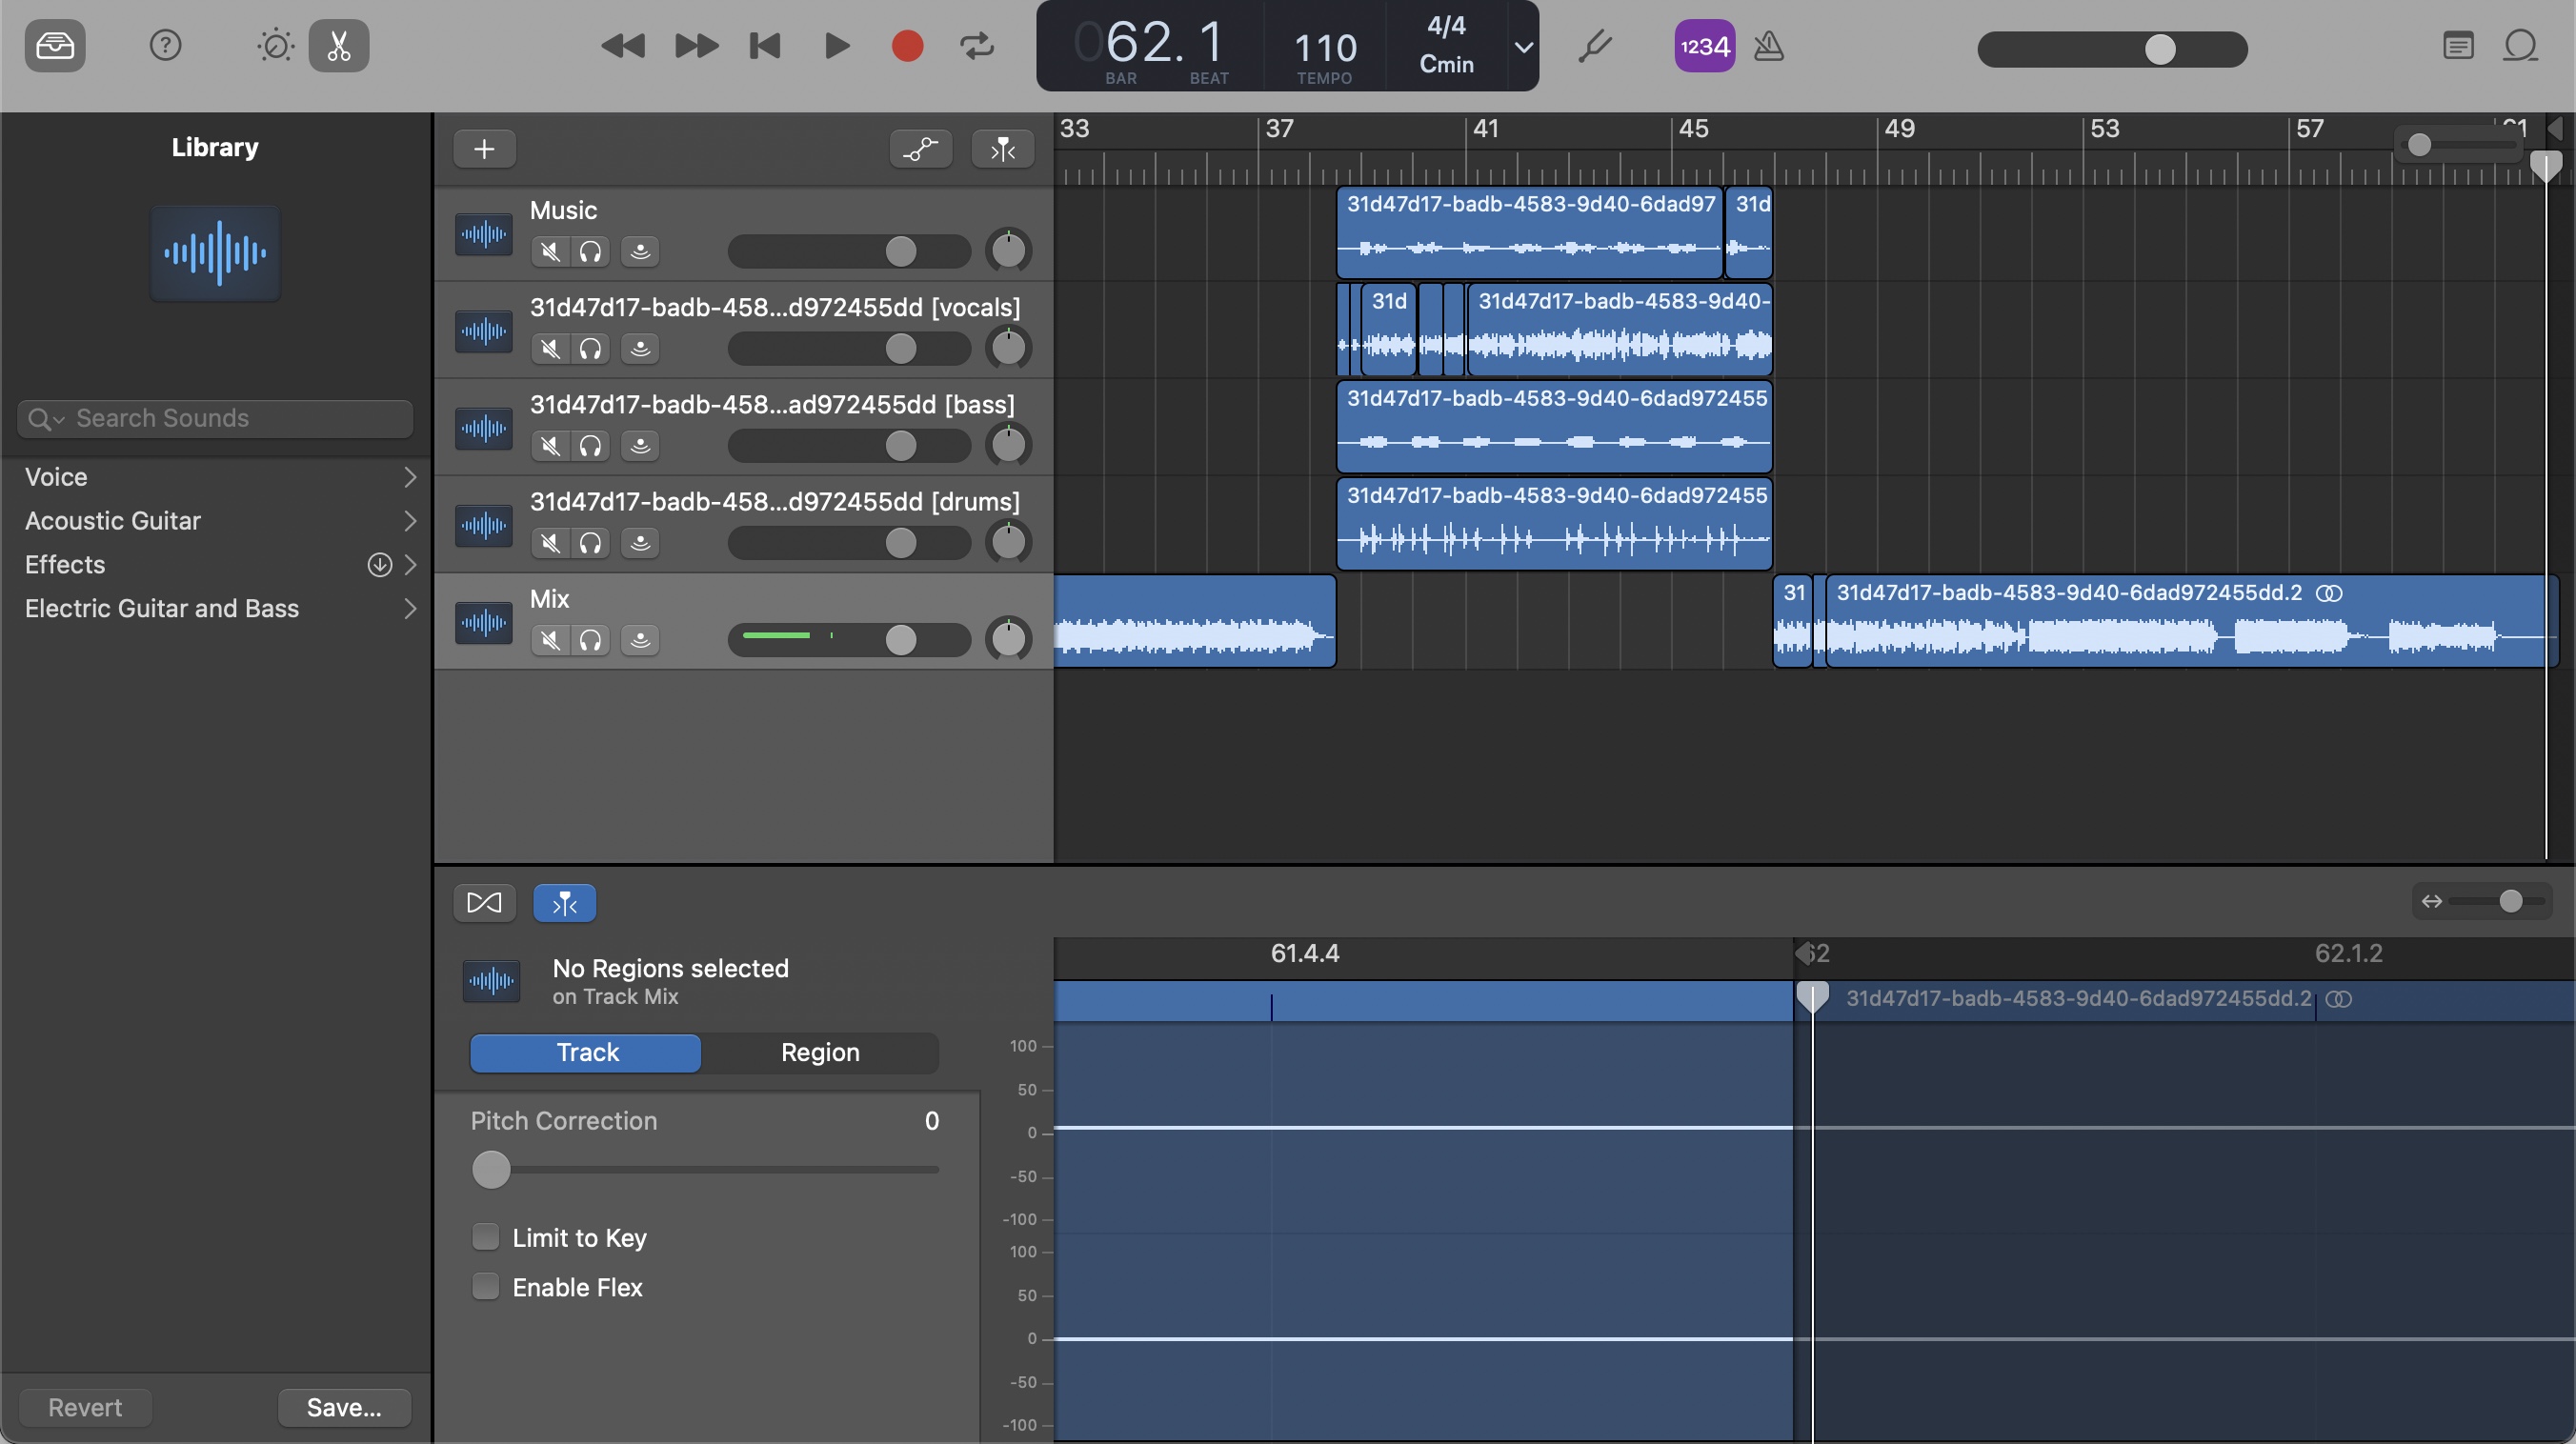 062. 1
BAR
BEAT
110
TEMPO
4/4
Cmin
1234
Library
Search Sounds
Voice
Acoustic Guitar
Effects
Electric Guitar and Bass
Revert
Save...
33
37
41
45
49
53
57
Music
31d47d17-badb-4583-9d40-6dad97
31d
31d47d17-badb-458...d972455dd [vocals]
31d
31d47d17-badb-4583-9d40-
31d47d17-badb-458...ad972455dd [bass]
31d47d17-badb-4583-9d40-6dad972455
31d47d17-badb-458...d972455dd [drums]
31d47d17-badb-4583-9d40-6dad972455
Mix
31
31d47d17-badb-4583-9d40-6dad972455dd.2
No Regions selected
on Track Mix
Track
Region
Pitch Correction
0
Limit to Key
Enable Flex
61.4.4
62
62.1.2
31d47d17-badb-4583-9d40-6dad972455dd.2
100
50
0
-50
-100
100
50
0
-50
-100